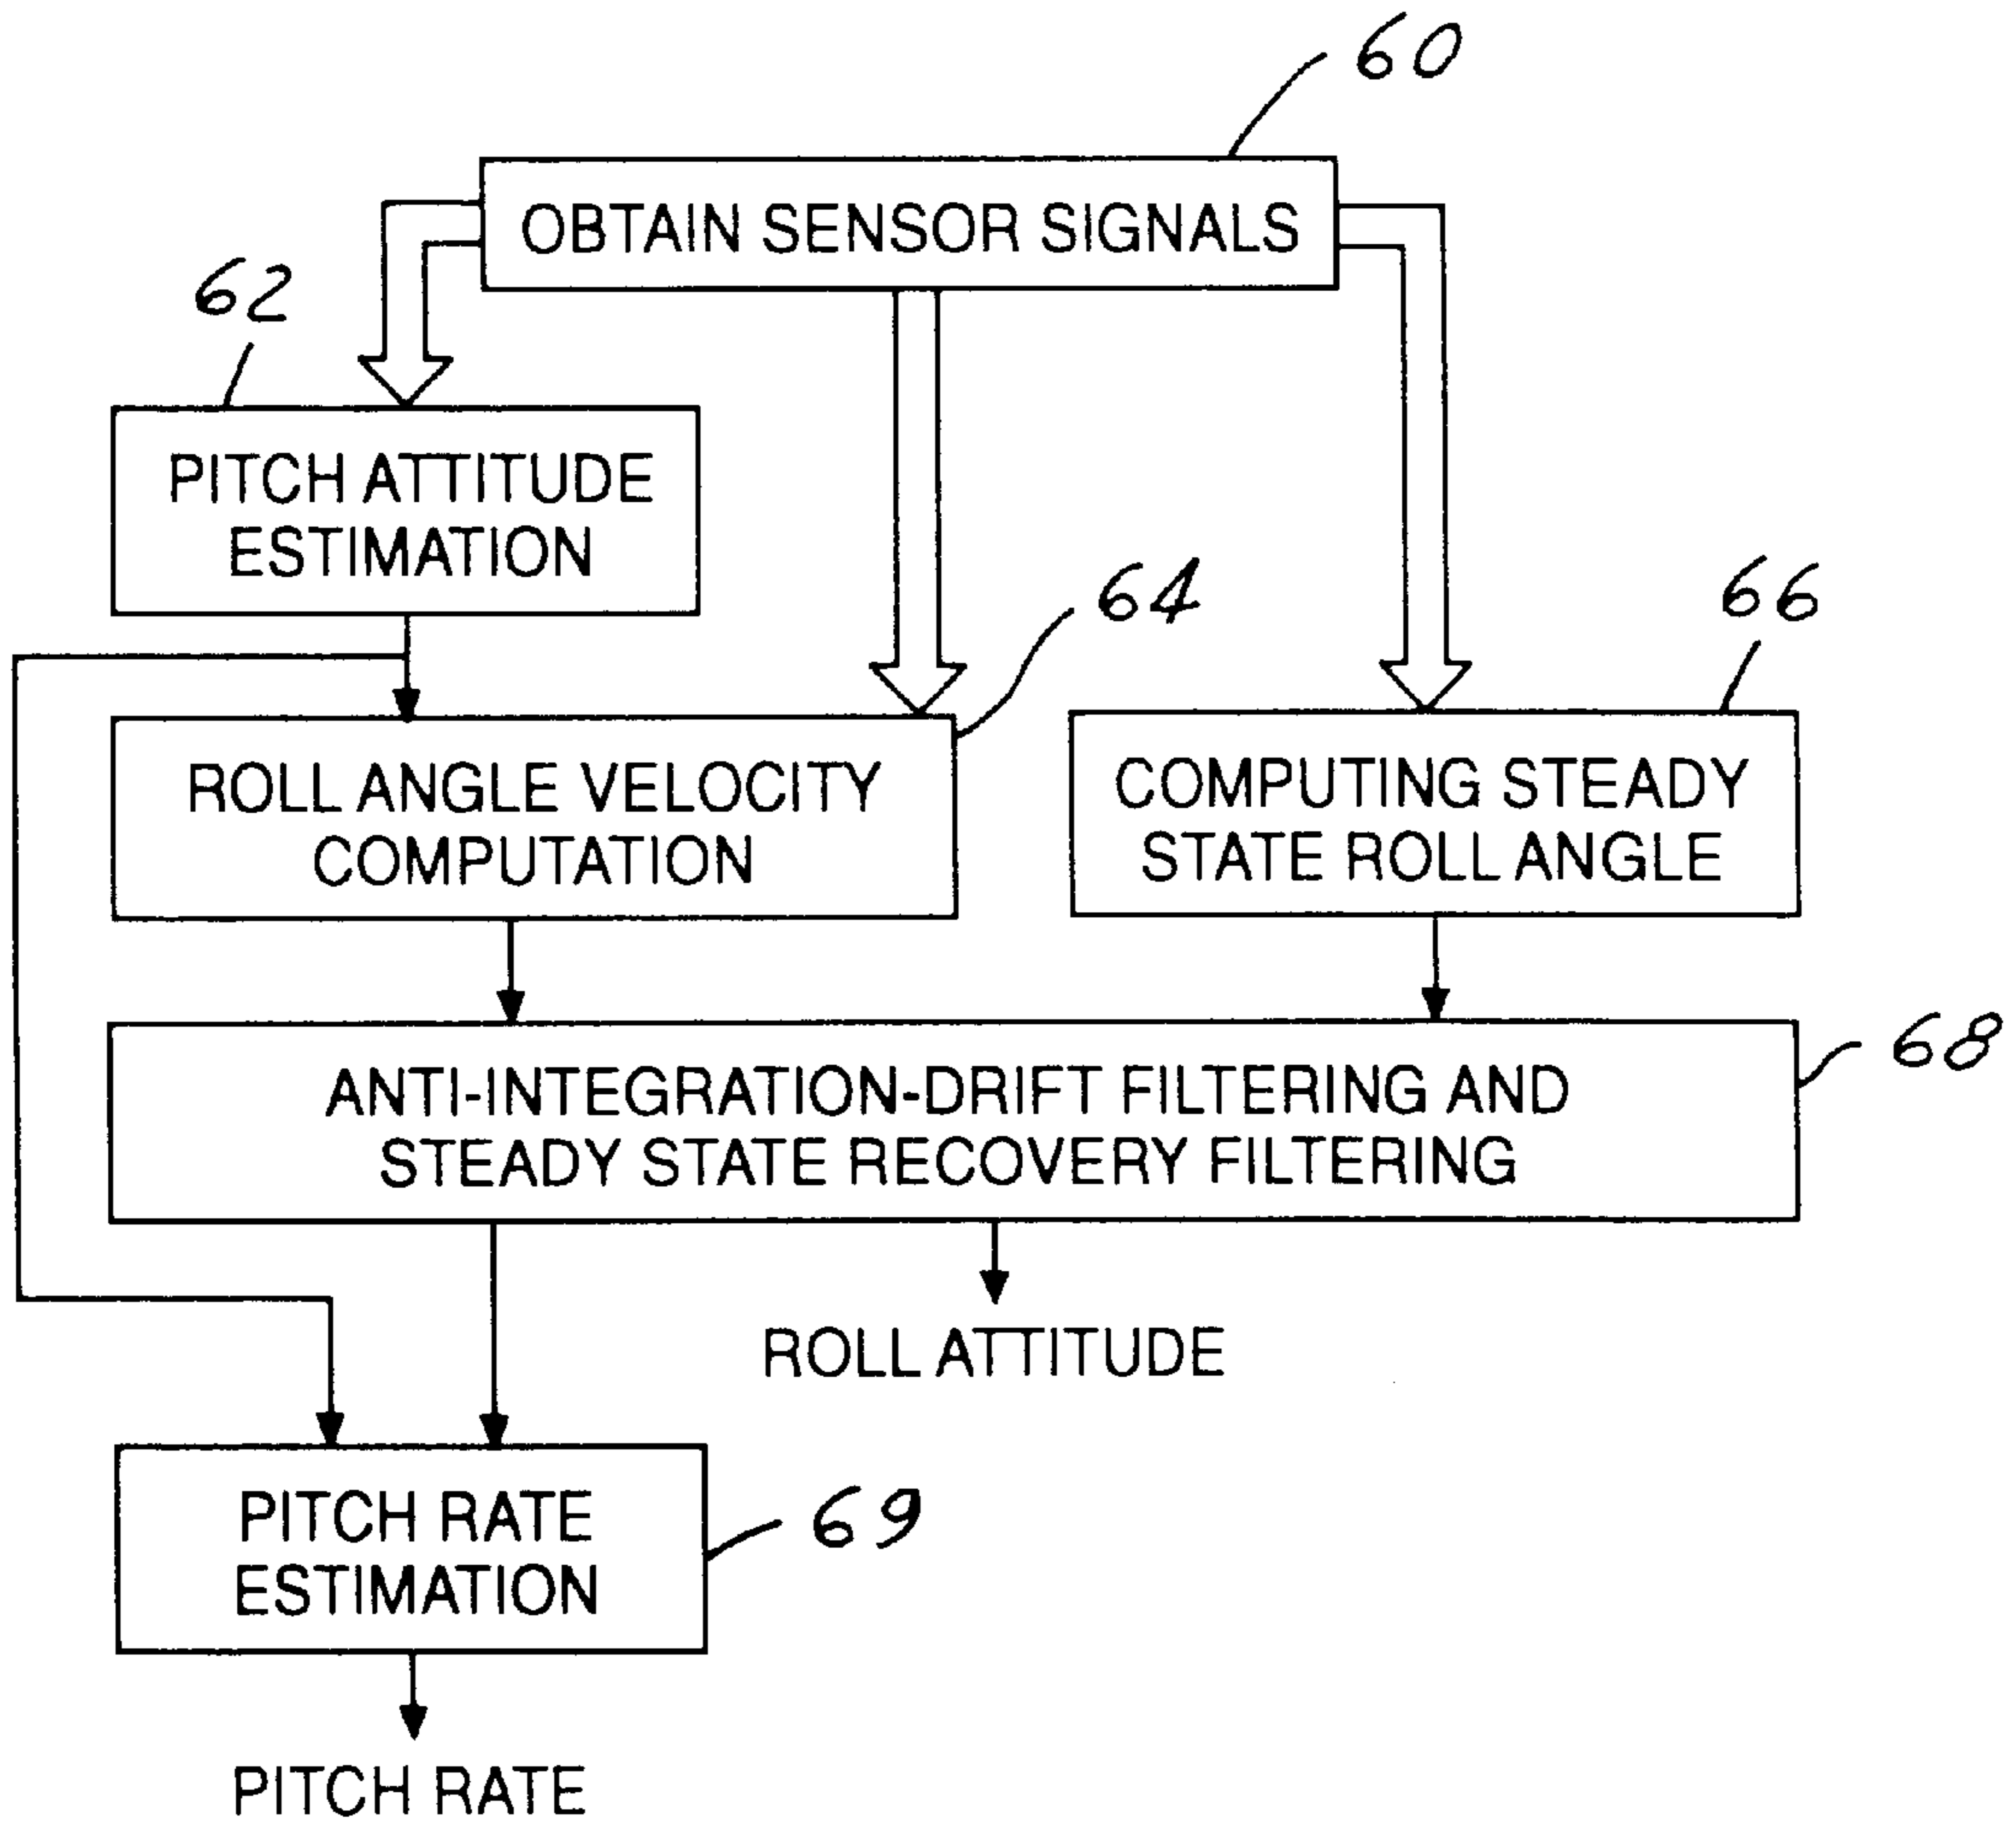 60
OBTAIN SENSOR SIGNALS
62
PITCH ATTITUDE
ESTIMATION
64
66
ROLL ANGLE VELOCITY
COMPUTATION
COMPUTING STEADY
STATE ROLL ANGLE
68
ANTI-INTEGRATION-DRIFT FILTERING AND
STEADY STATE RECOVERY FILTERING
ROLL ATTITUDE
PITCH RATE
ESTIMATION
69
PITCH RATE